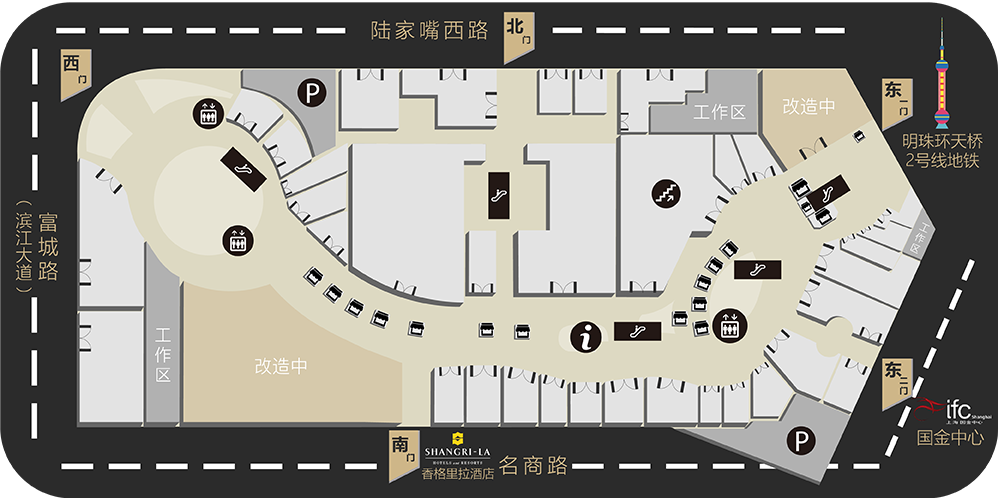 陆家嘴西路
北门
西门
东一门
P
工作区
改造中
明珠环天桥
2号线地铁
富城路
（滨江大道）
工作区
工作区
改造中
i
东二门
ifc Shanghai
上海国金中心
国金中心
P
南门
SHANGRI-LA
HOTELS and RESORTS
香格里拉酒店
名商路